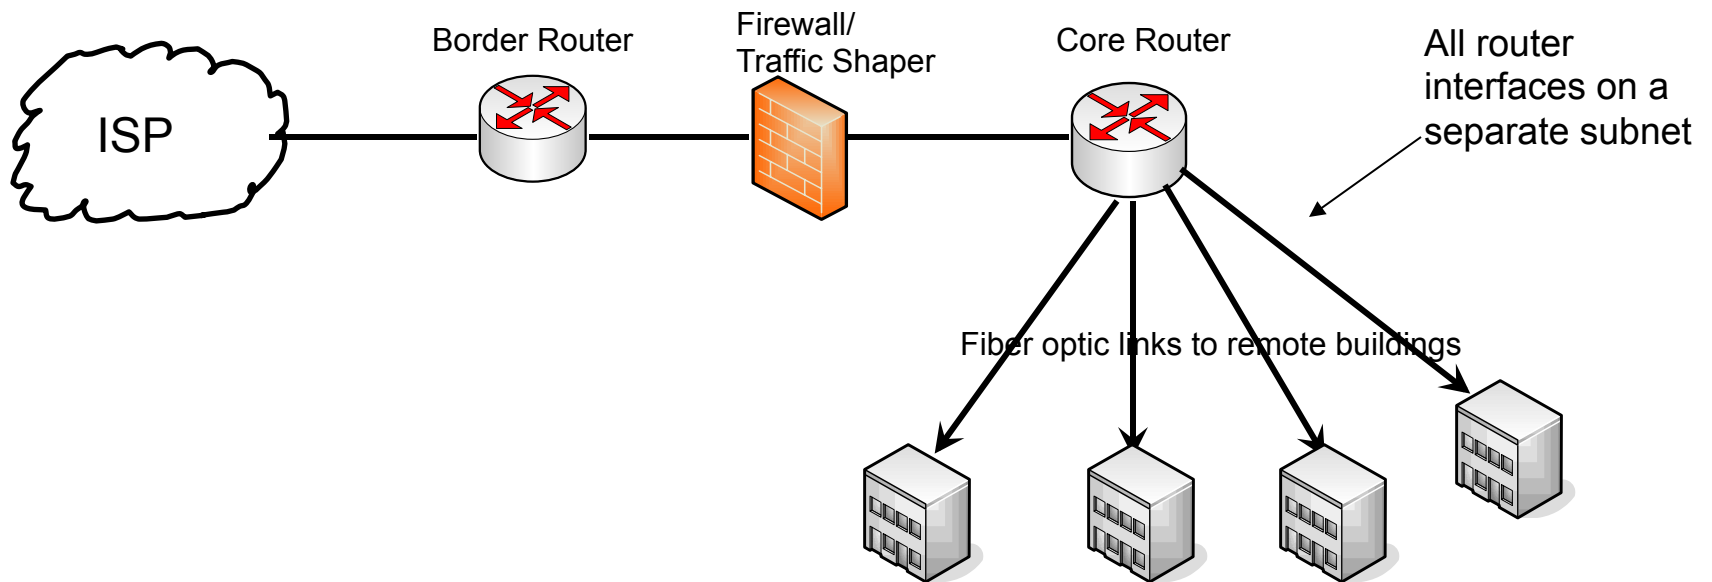 ISP
Border Router
Firewall/
Traffic Shaper
Core Router
All router
interfaces on a
separate subnet
Fiber optic links to remote buildings